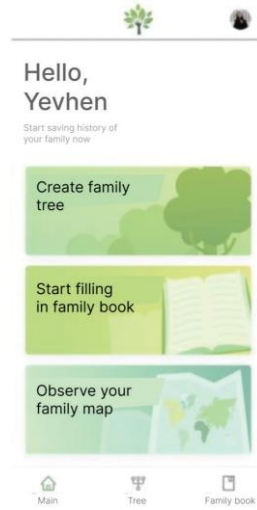 Hello,
Yevhen
Start saving history of
your family now
Create family
tree
Start filling
in family book
Observe your
family map
Main
Tree
Family book